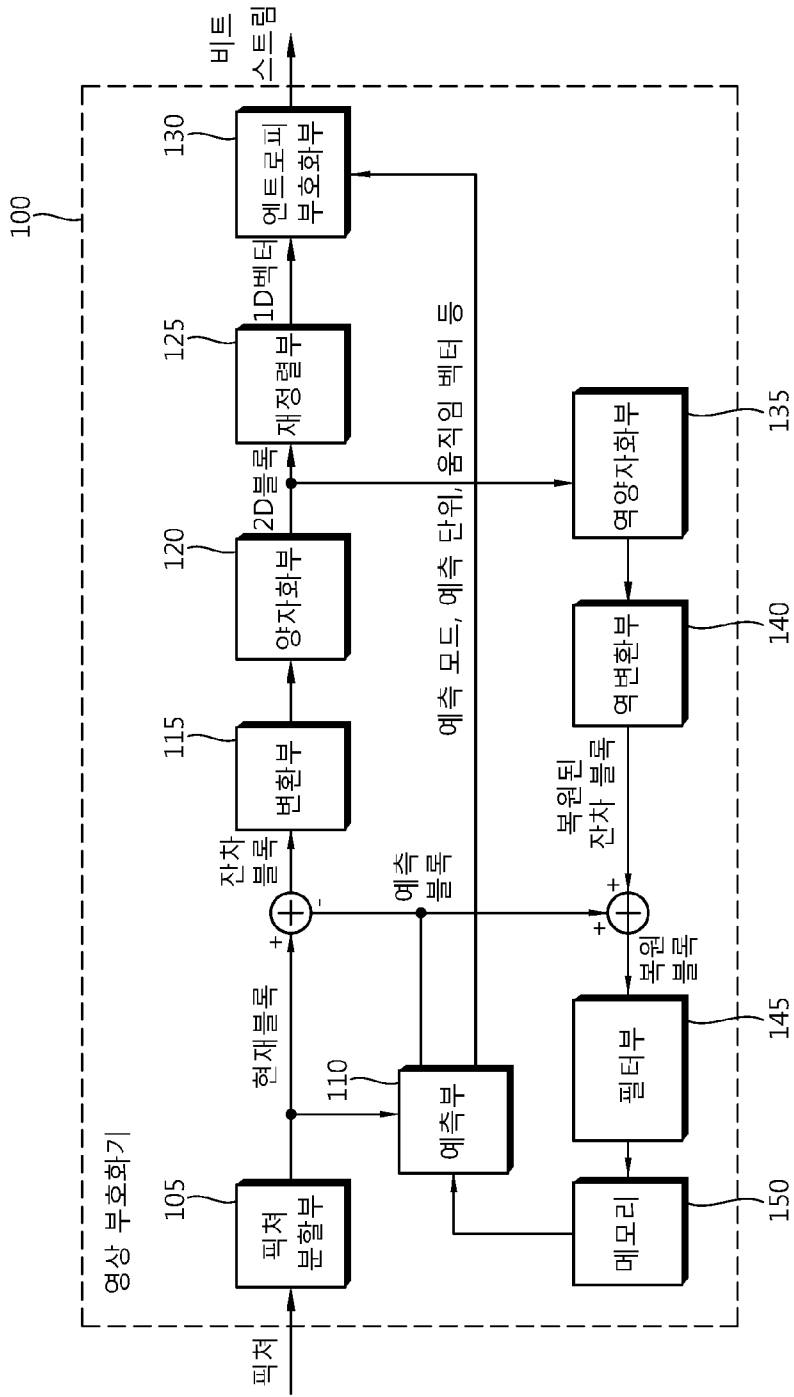 100
영상 부호화기
픽쳐
105
픽쳐
분할부
현재블록
+
-
잔차
블록
115
변환부
120
양자화부
2D블록
125
재정렬부
1D벡터
130
엔트로피
부호화부
비트
스트림
110
예측부
예측
블록
예측 모드, 예측 단위, 움직임 벡터 등
135
역양자화부
140
역변환부
복원된
잔차 블록
+
+
복원
블록
145
필터부
150
메모리